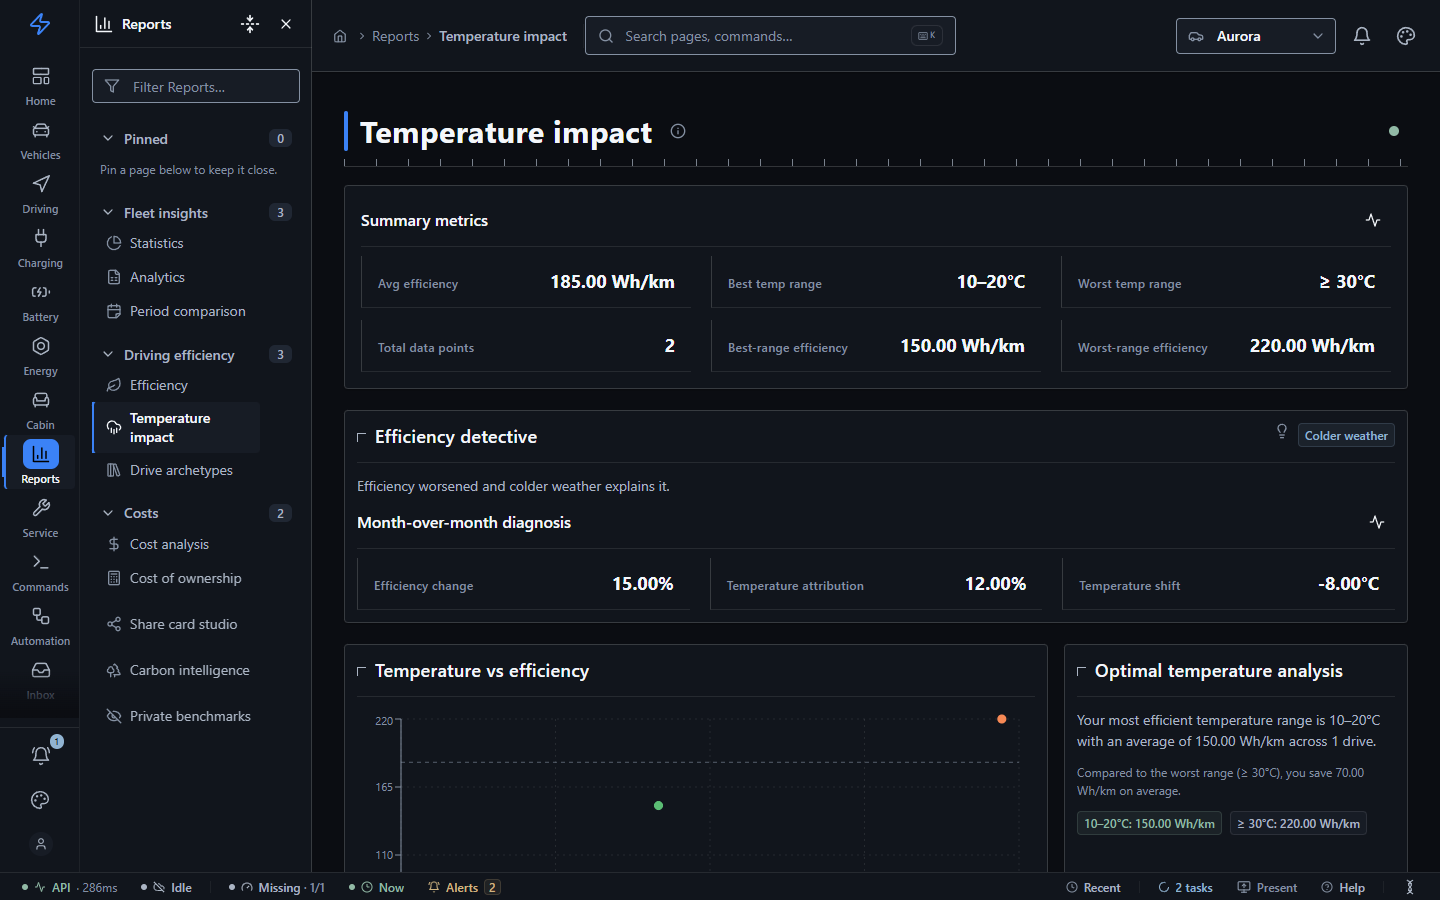 Reports
Reports
Temperature impact
Search pages, commands...
K
Aurora
Home
Vehicles
Driving
Charging
Battery
Energy
Cabin
Reports
Service
Commands
Automation
Inbox
1
Filter Reports...
Pinned
0
Pin a page below to keep it close.
Fleet insights
3
Statistics
Analytics
Period comparison
Driving efficiency
3
Efficiency
Temperature
impact
Drive archetypes
Costs
2
Cost analysis
Cost of ownership
Share card studio
Carbon intelligence
Private benchmarks
Temperature impact
Summary metrics
Avg efficiency
185.00 Wh/km
Best temp range
10–20°C
Worst temp range
≥ 30°C
Total data points
2
Best-range efficiency
150.00 Wh/km
Worst-range efficiency
220.00 Wh/km
Efficiency detective
Colder weather
Efficiency worsened and colder weather explains it.
Month-over-month diagnosis
Efficiency change
15.00%
Temperature attribution
12.00%
Temperature shift
-8.00°C
Temperature vs efficiency
220
165
110
Optimal temperature analysis
Your most efficient temperature range is 10–20°C
with an average of 150.00 Wh/km across 1 drive.
Compared to the worst range (≥ 30°C), you save 70.00
Wh/km on average.
10–20°C: 150.00 Wh/km
≥ 30°C: 220.00 Wh/km
API · 286ms
Idle
Missing · 1/1
Now
Alerts 2
Recent
2 tasks
Present
Help